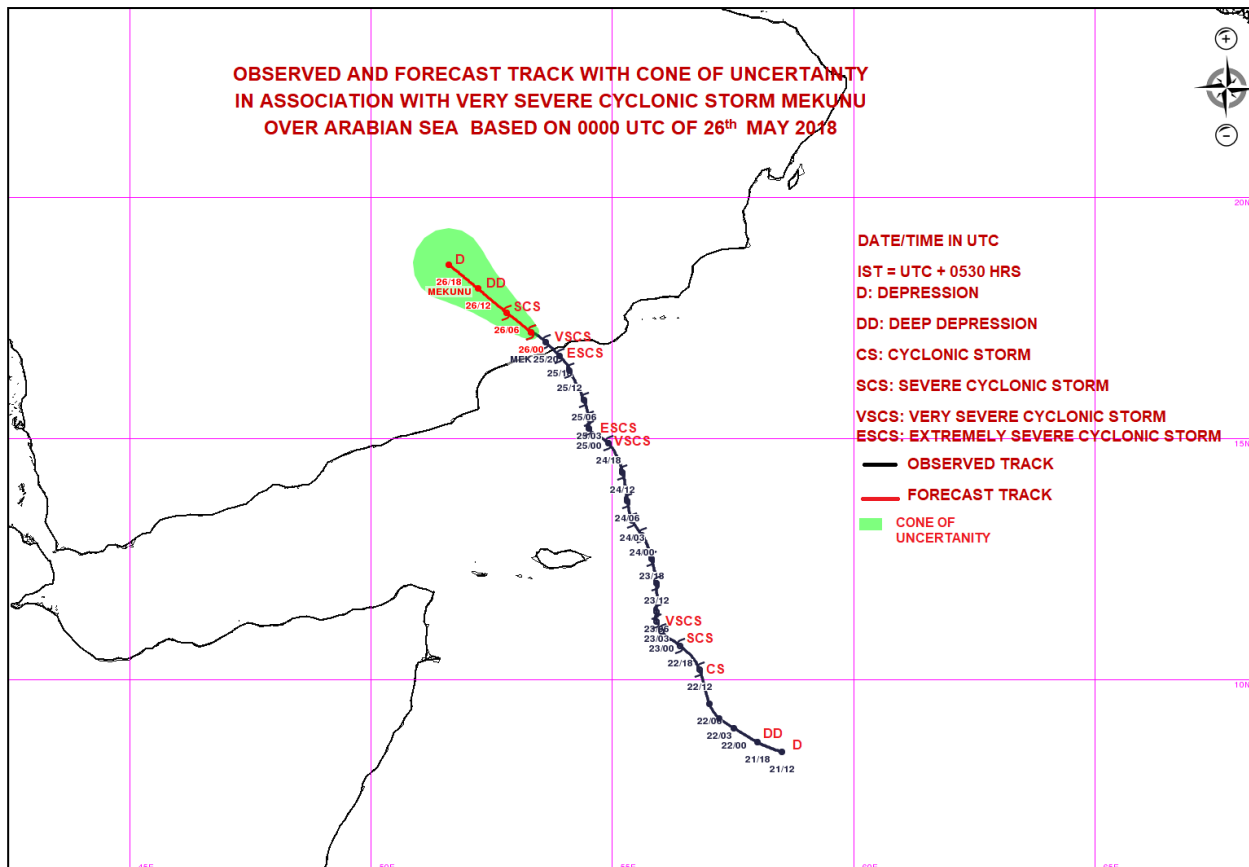 OBSERVED AND FORECAST TRACK WITH CONE OF UNCERTAINTY
IN ASSOCIATION WITH VERY SEVERE CYCLONIC STORM MEKUNU
OVER ARABIAN SEA BASED ON 0000 UTC OF 26th MAY 2018
20N
DATE/TIME IN UTC
IST = UTC + 0530 HRS
D: DEPRESSION
DD: DEEP DEPRESSION
CS: CYCLONIC STORM
SCS: SEVERE CYCLONIC STORM
VSCS: VERY SEVERE CYCLONIC STORM
ESCS: EXTREMELY SEVERE CYCLONIC STORM
OBSERVED TRACK
FORECAST TRACK
CONE OF
UNCERTANITY
D
26/18
MEKUNU
DD
26/12
SCS
26/06
VSCS
26/00
MEK 25/20
ESCS
25/12
25/06
ESCS
25/03
25/00
VSCS
15N
24/18
24/12
24/06
24/03
24/00
23/18
23/12
VSCS
23/06
23/03
23/00
SCS
22/18
CS
22/12
10N
22/06
22/03
22/00
DD
21/18
D
21/12